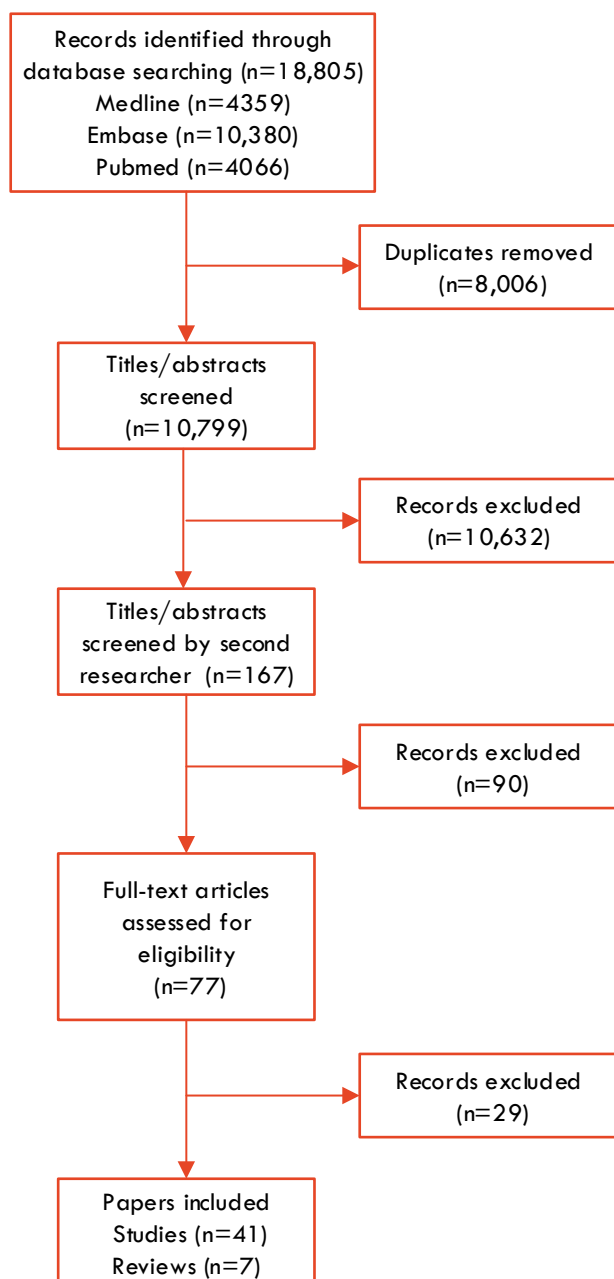 Records identified through
database searching (n=18,805)
Medline (n=4359)
Embase (n=10,380)
Pubmed (n=4066)
Duplicates removed
(n=8,006)
Titles/abstracts
screened
(n=10,799)
Records excluded
(n=10,632)
Titles/abstracts
screened by second
researcher (n=167)
Records excluded
(n=90)
Full-text articles
assessed for
eligibility
(n=77)
Records excluded
(n=29)
Papers included
Studies (n=41)
Reviews (n=7)